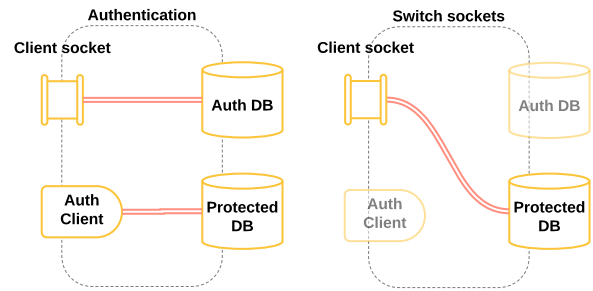 Authentication
Client socket
Auth DB
Auth
Client
Protected
DB
Switch sockets
Client socket
Auth DB
Auth
Client
Protected
DB